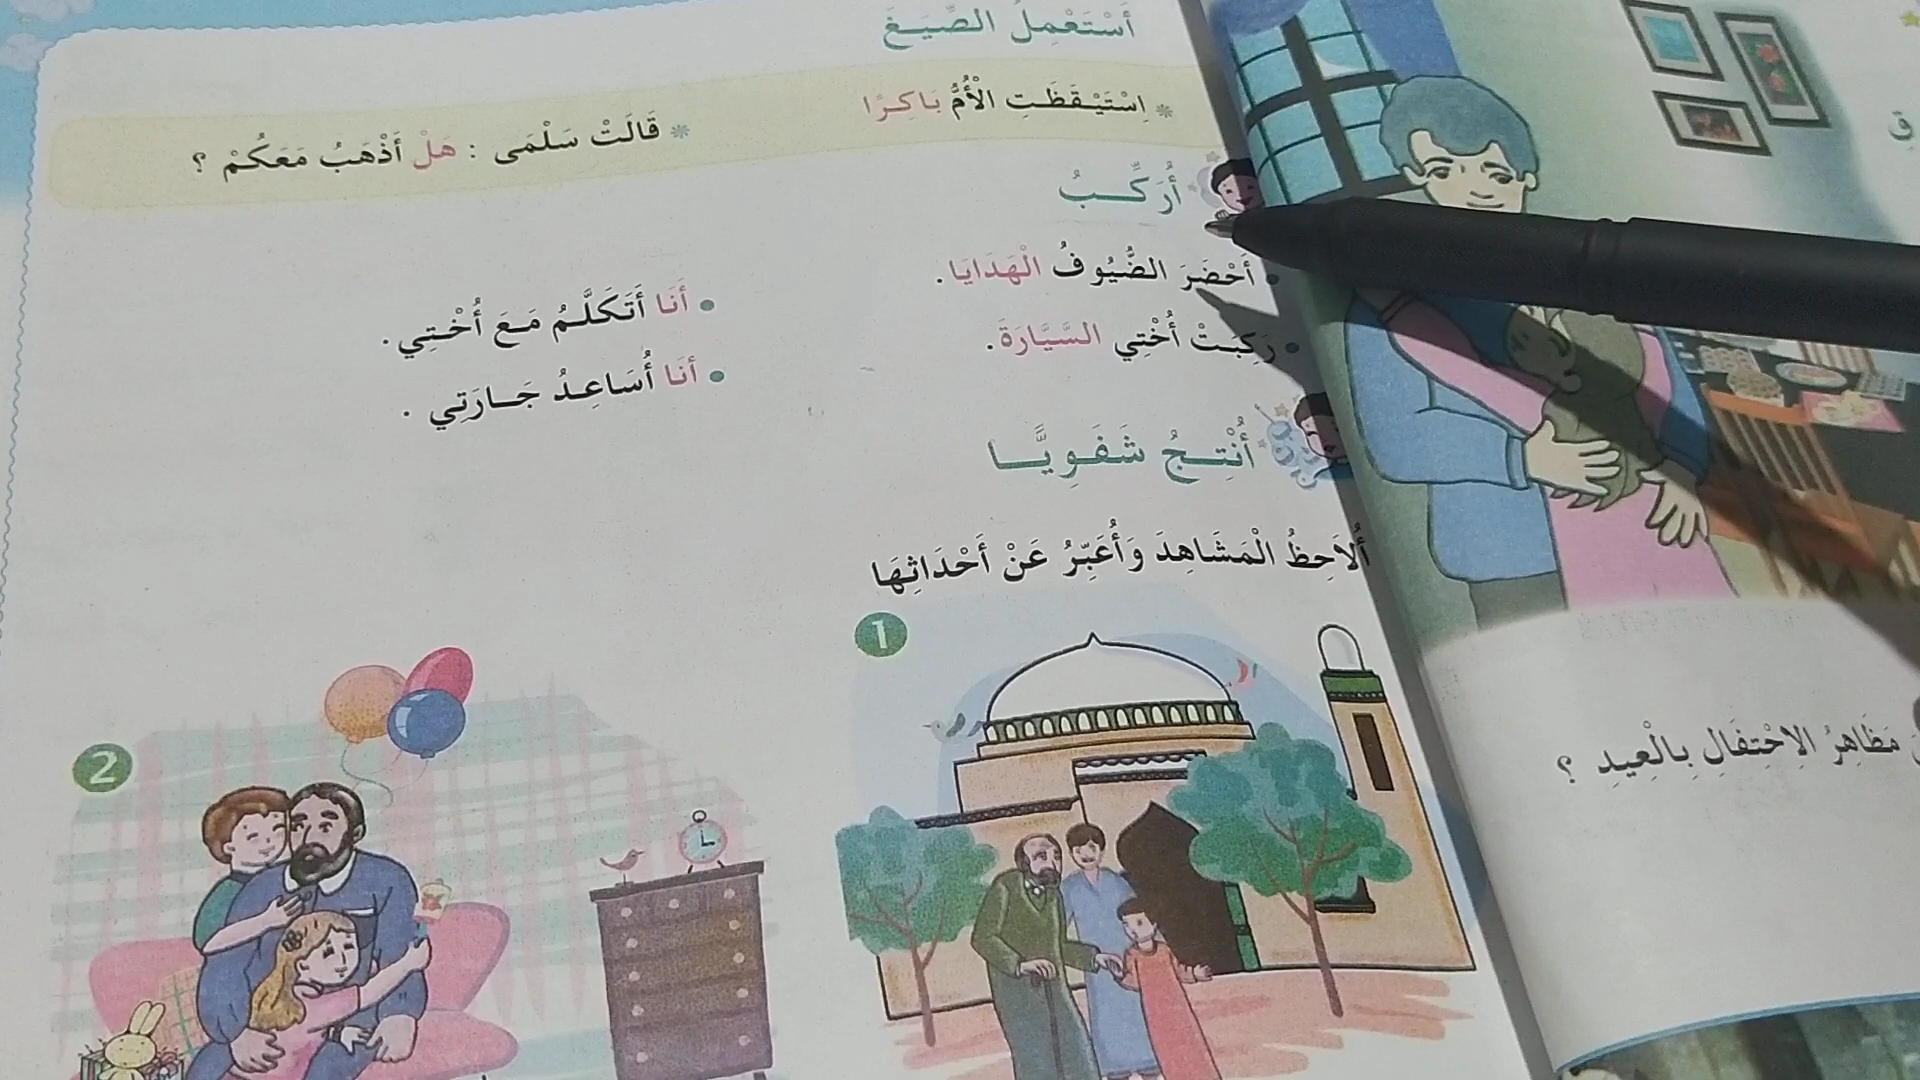 أَسْتَعْمِلُ الصِّيَغَ
* اِسْتَيْقَظَتِ الْأُمُّ بَاكِرًا
* قَالَتْ سَلْمَى : هَلْ أَذْهَبُ مَعَكُمْ ؟
أُرَكِّبُ
• أَحْضَرَ الضُّيُوفُ الْهَدَايَا.
• رَكِبَتْ أُخْتِي السَّيَّارَةَ.
• أَنَا أَتَكَلَّمُ مَعَ أُخْتِي.
• أَنَا أُسَاعِدُ جَارَتِي.
أُنْتِجُ شَفَوِيًّا
أُلَاحِظُ الْمَشَاهِدَ وَأُعَبِّرُ عَنْ أَحْدَاثِهَا
1
2
مَظَاهِرُ الِاحْتِفَالِ بِالْعِيدِ ؟